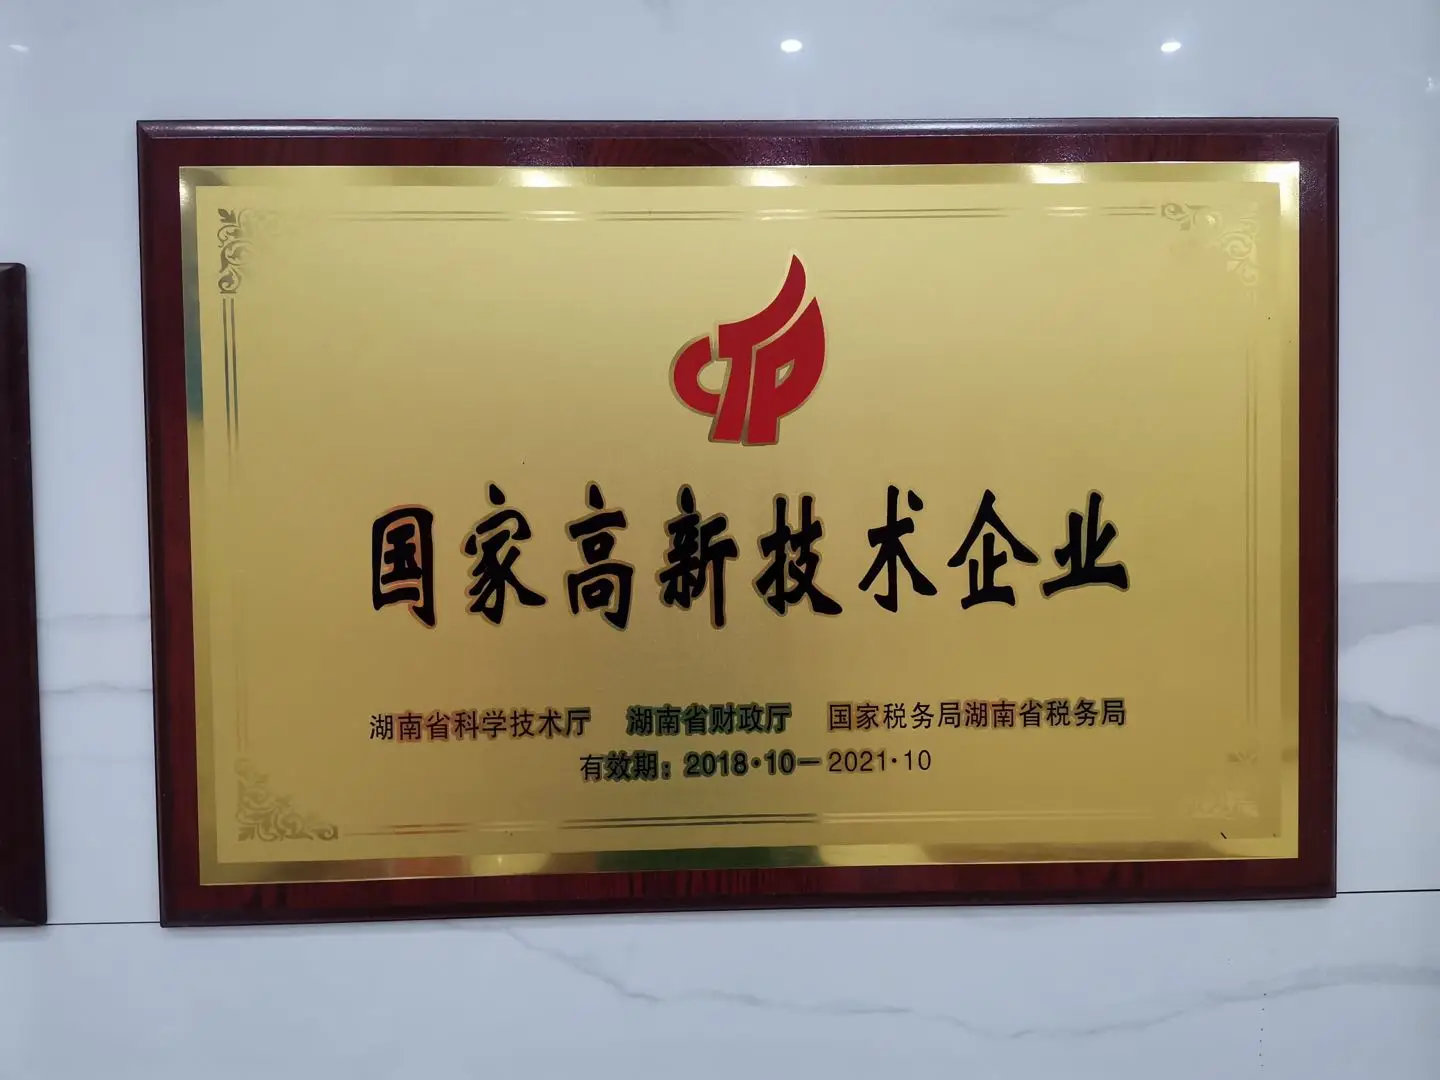 CTP
国家高新技术企业
湖南省科学技术厅 湖南省财政厅 国家税务局湖南省税务局
有效期：2018·10－2021·10